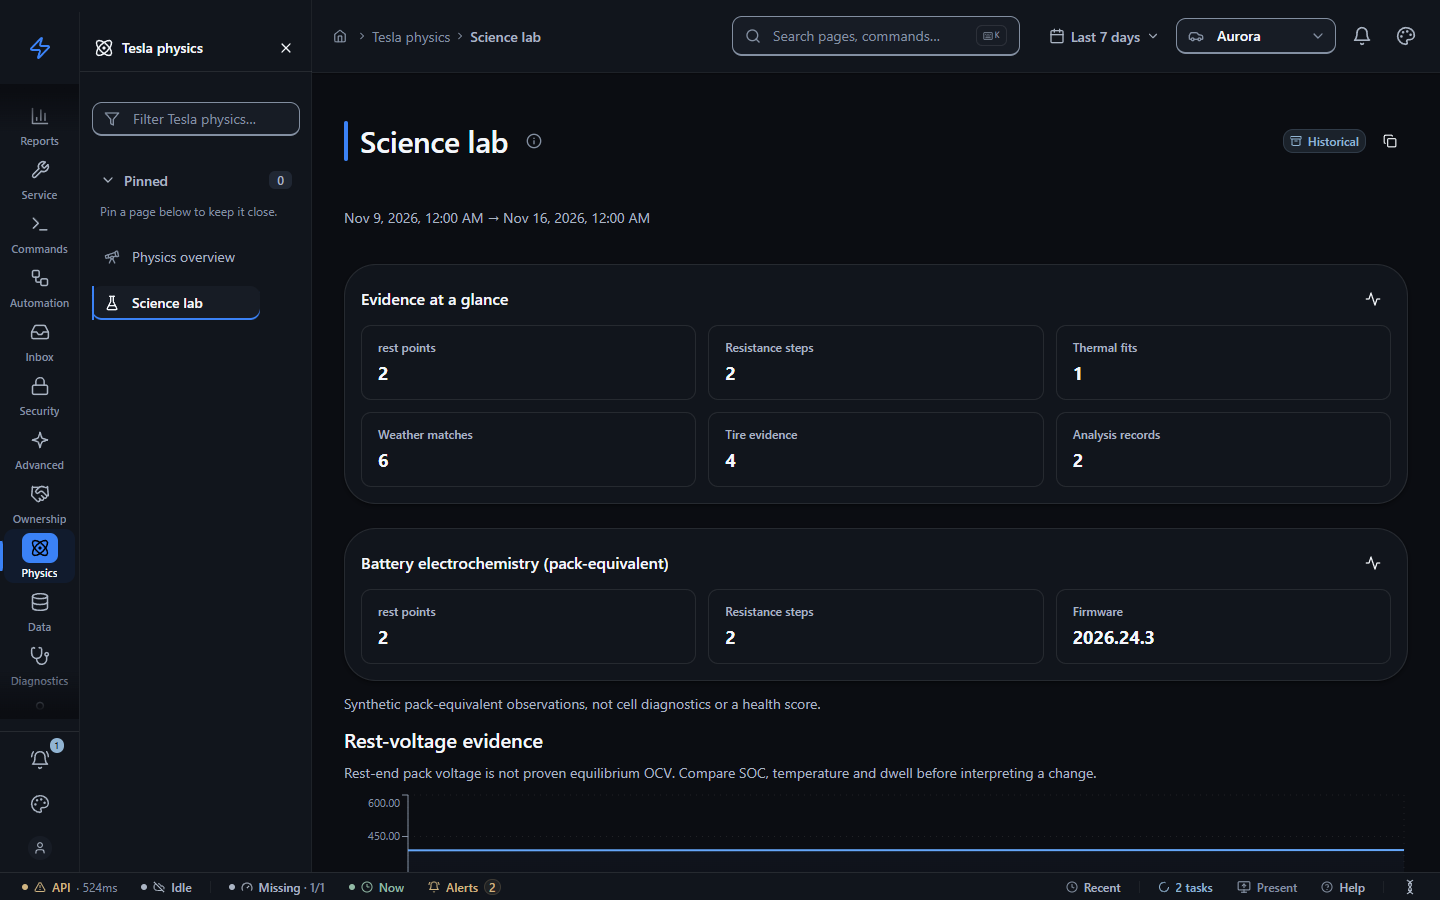 Tesla physics
Tesla physics
Science lab
Search pages, commands...
K
Last 7 days
Aurora
Reports
Service
Commands
Automation
Inbox
Security
Advanced
Ownership
Physics
Data
Diagnostics
1
Filter Tesla physics...
Pinned
0
Pin a page below to keep it close.
Physics overview
Science lab
Science lab
Historical
Nov 9, 2026, 12:00 AM → Nov 16, 2026, 12:00 AM
Evidence at a glance
rest points
2
Resistance steps
2
Thermal fits
1
Weather matches
6
Tire evidence
4
Analysis records
2
Battery electrochemistry (pack-equivalent)
rest points
2
Resistance steps
2
Firmware
2026.24.3
Synthetic pack-equivalent observations, not cell diagnostics or a health score.
Rest-voltage evidence
Rest-end pack voltage is not proven equilibrium OCV. Compare SOC, temperature and dwell before interpreting a change.
600.00
450.00
API · 524ms
Idle
Missing · 1/1
Now
Alerts 2
Recent
2 tasks
Present
Help